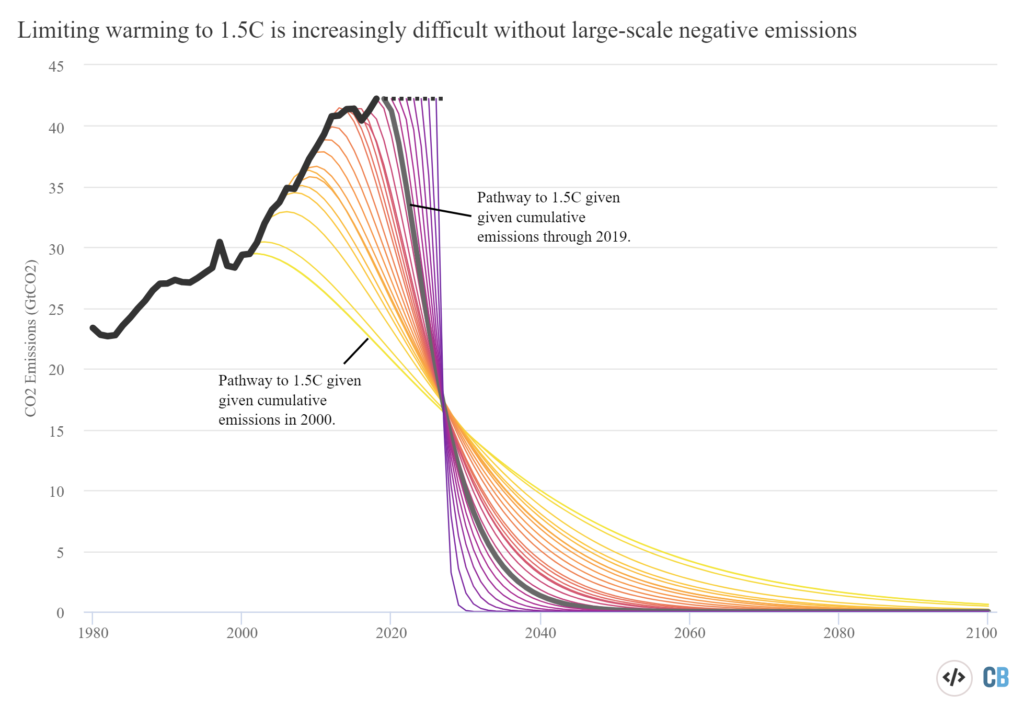 Limiting warming to 1.5C is increasingly difficult without large-scale negative emissions
45
40
35
30
25
20
15
10
5
0
CO2 Emissions (GtCO2)
Pathway to 1.5C given
given cumulative
emissions through 2019.
Pathway to 1.5C given
given cumulative
emissions in 2000.
1980
2000
2020
2040
2060
2080
2100
</>
CB